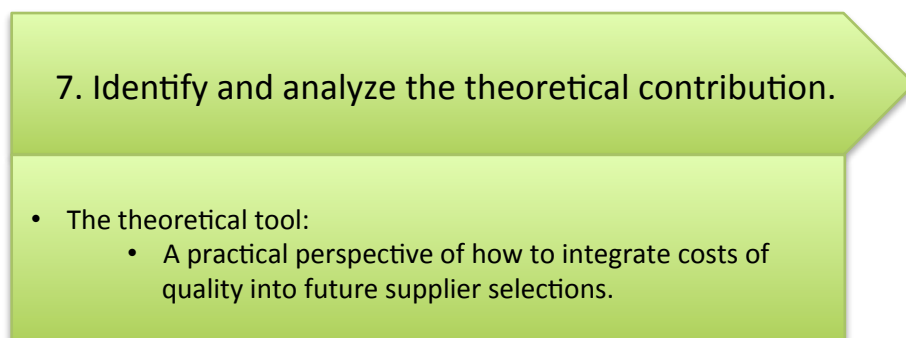 7. Identify and analyze the theoretical contribution.
• The theoretical tool:
• A practical perspective of how to integrate costs of
quality into future supplier selections.